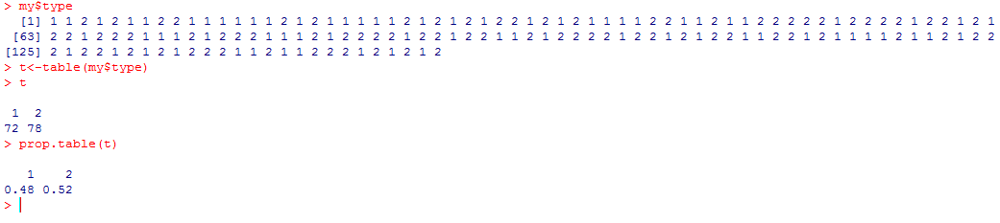 > my$type
[1] 1 1 2 1 2 1 1 2 2 1 1 1 1 1 1 2 1 2 1 1 1 1 1 2 1 2 1 2 1 2 2 1 2 1 2 1 1 1 1 2 2 1 1 2 1 1 2 2 2 2 2 1 2 2 2 2 1 2 2 1 2 1
[63] 2 2 1 2 2 2 1 1 1 2 1 2 2 2 1 1 1 2 1 2 2 2 2 1 2 2 1 2 2 1 1 2 1 2 2 2 2 1 2 2 1 2 1 2 2 1 1 2 2 1 2 1 1 1 1 2 1 1 2 1 2 2
[125] 2 1 2 2 1 2 1 2 1 2 2 2 1 1 2 1 1 2 2 2 1 2 1 2 1 2
> t<-table(my$type)
> t
1 2
72 78
> prop.table(t)
1 2
0.48 0.52
>